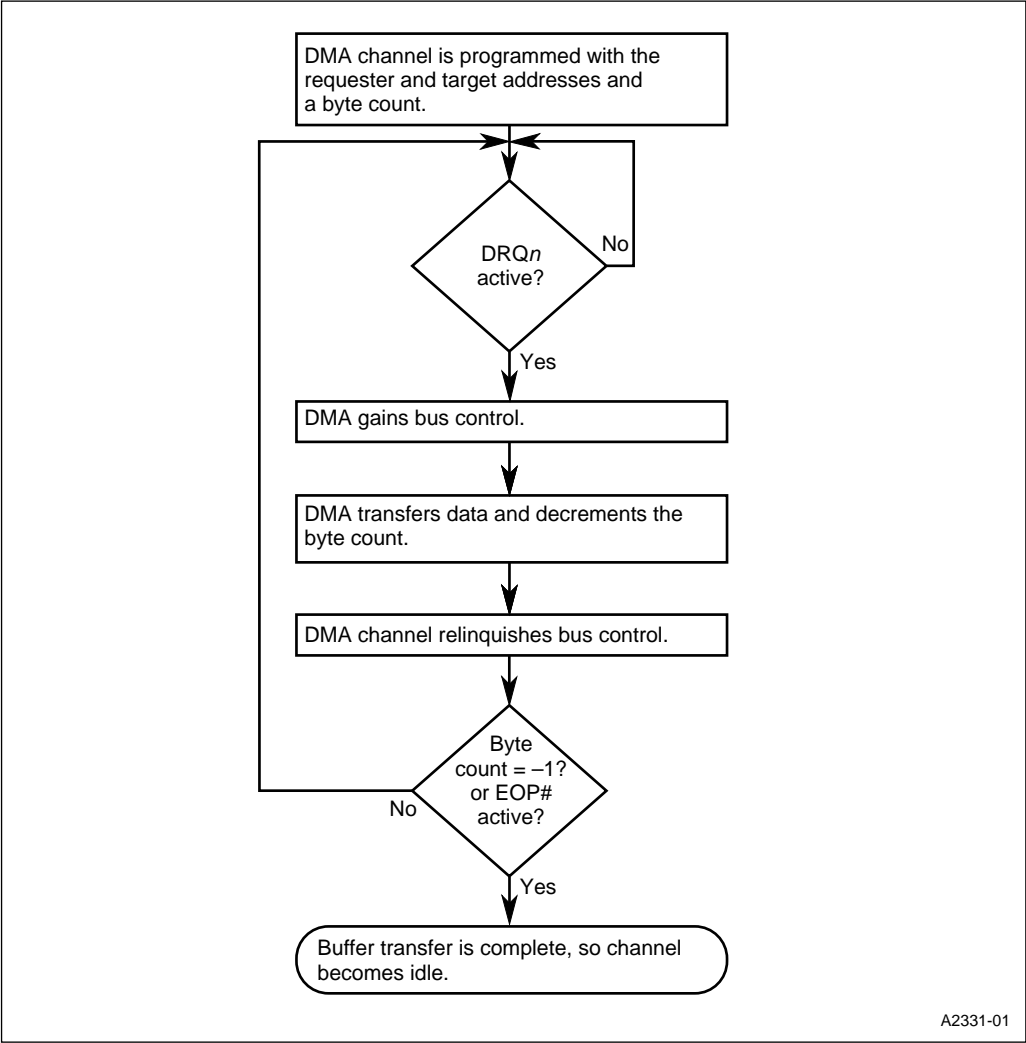 DMA channel is programmed with the
requester and target addresses and
a byte count.
DRQn
active?
No
Yes
DMA gains bus control.
DMA transfers data and decrements the
byte count.
DMA channel relinquishes bus control.
Byte
count = –1?
or EOP#
active?
No
Yes
Buffer transfer is complete, so channel
becomes idle.
A2331-01